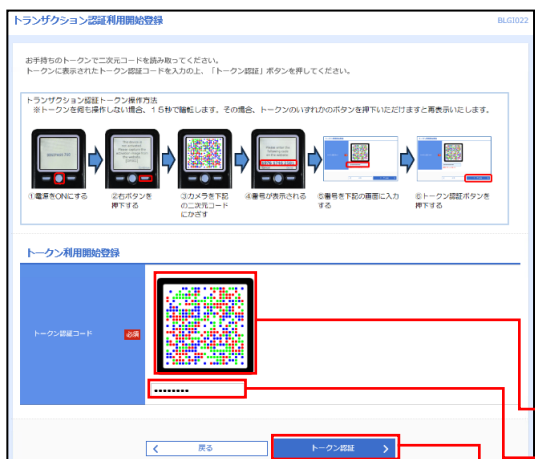 トランザクション認証利用開始登録
BLGI022
お手持ちのトークンで二次元コードを読み取ってください。
トークンに表示されたトークン認証コードを入力の上、「トークン認証」ボタンを押してください。
トランザクション認証トークン操作方法
※トークンを何も操作しない場合、15秒で暗転します。その場合、トークンのいずれかのボタンを押下いただけますと再表示いたします。
①電源をONにする
②右ボタンを
押下する
③カメラを下記
の二次元コード
にかざす
④番号が表示される
⑤番号を下記の画面に入力
する
⑥トークン認証ボタンを
押下する
トークン利用開始登録
トークン認証コード
必須
••••••••
戻る
トークン認証